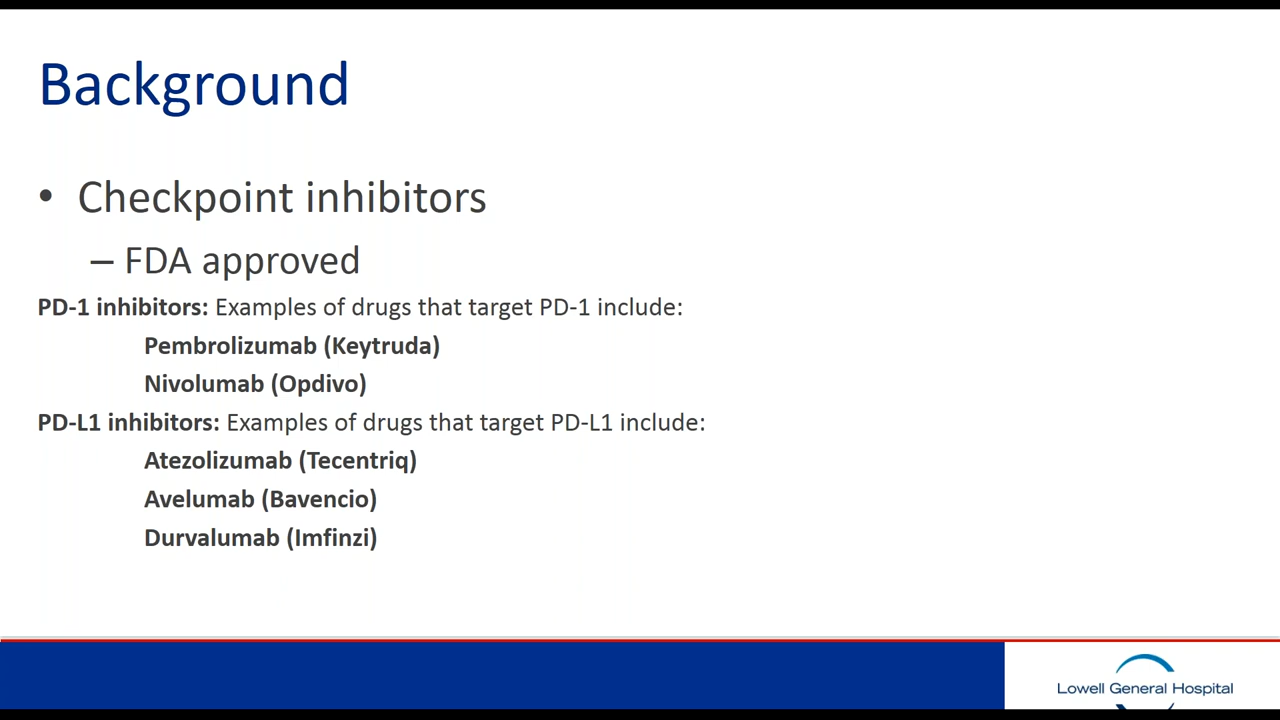 Background
• Checkpoint inhibitors
– FDA approved
PD-1 inhibitors: Examples of drugs that target PD-1 include:
Pembrolizumab (Keytruda)
Nivolumab (Opdivo)
PD-L1 inhibitors: Examples of drugs that target PD-L1 include:
Atezolizumab (Tecentriq)
Avelumab (Bavencio)
Durvalumab (Imfinzi)
Lowell General Hospital